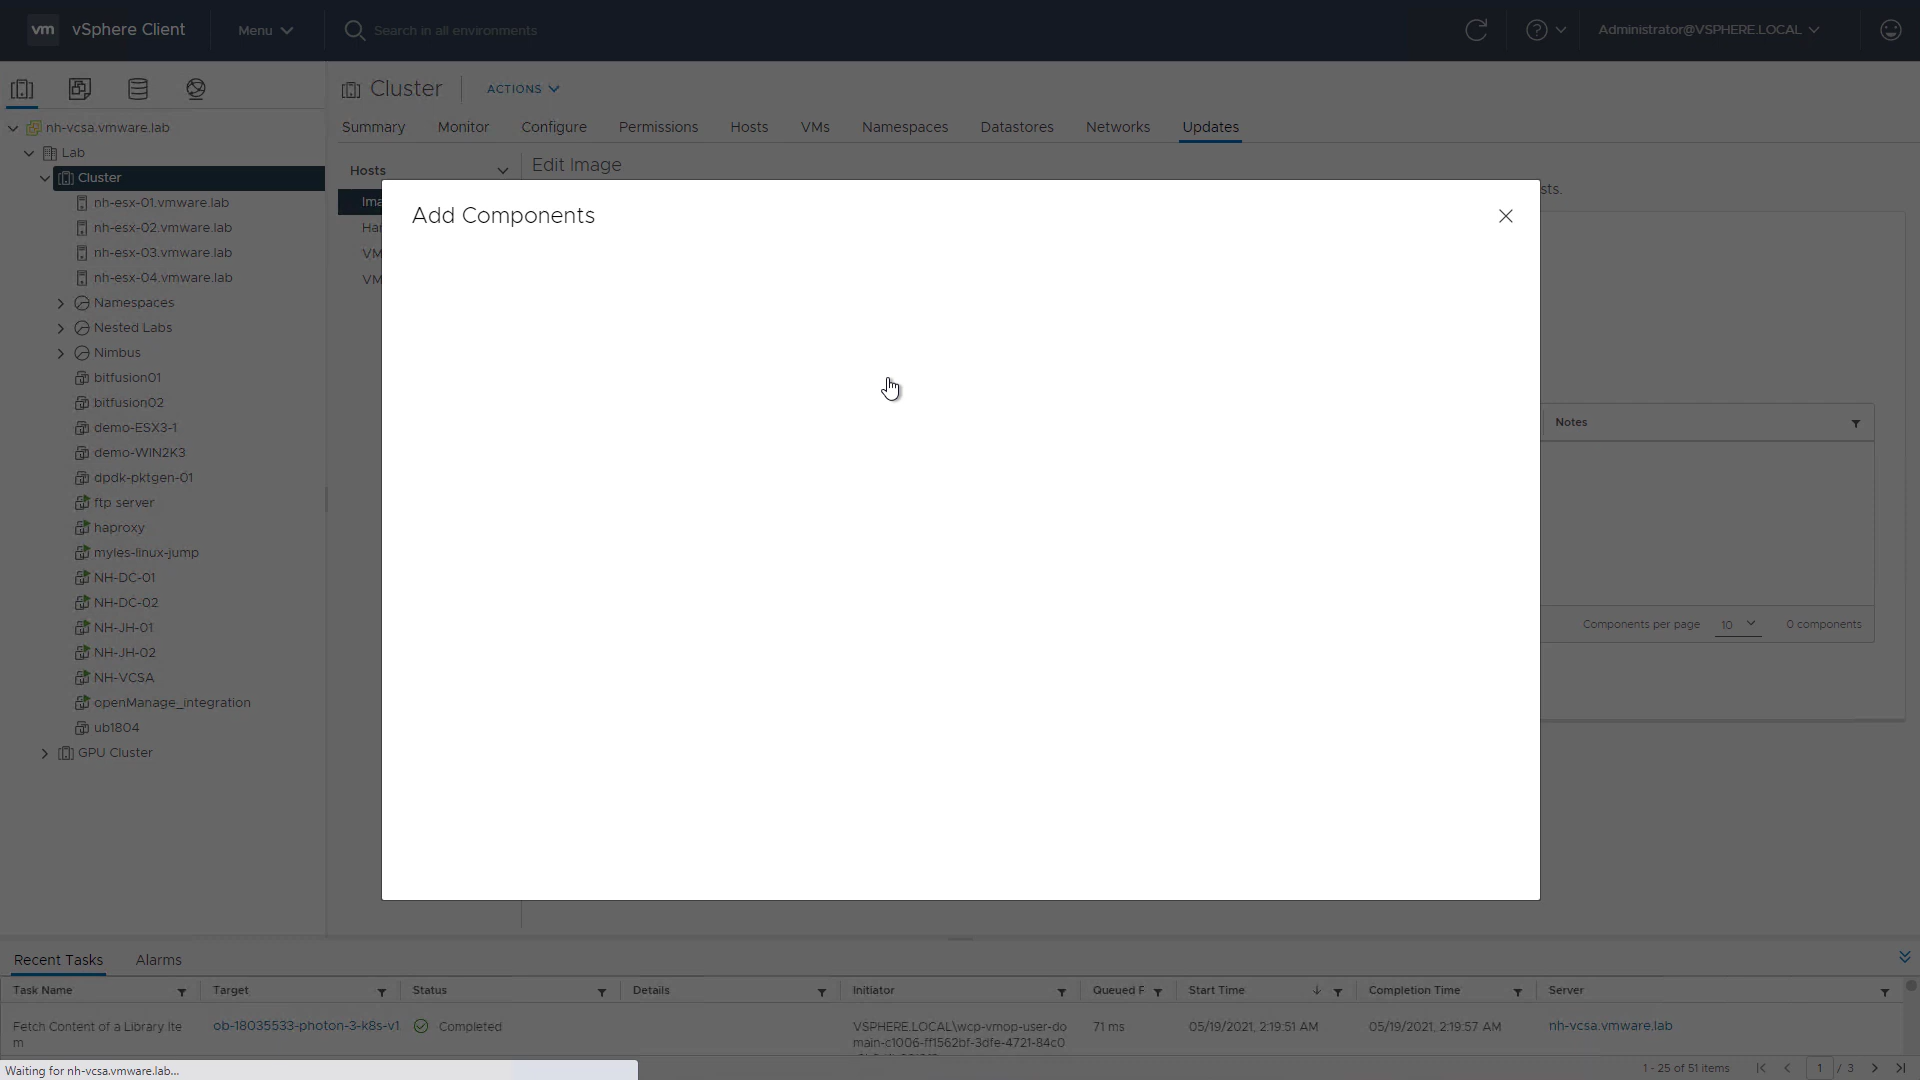 vm vSphere Client Menu Search in all environments Administrator@VSPHERE.LOCAL
nh-vcsa.vmware.lab
Lab
Cluster
nh-esx-01.vmware.lab
nh-esx-02.vmware.lab
nh-esx-03.vmware.lab
nh-esx-04.vmware.lab
Namespaces
Nested Labs
Nimbus
bitfusion01
bitfusion02
demo-ESX3-1
demo-WIN2K3
dpdk-pktgen-01
ftp server
haproxy
myles-linux-jump
NH-DC-01
NH-DC-02
NH-JH-01
NH-JH-02
NH-VCSA
openManage_integration
ub1804
GPU Cluster
Cluster ACTIONS
Summary Monitor Configure Permissions Hosts VMs Namespaces Datastores Networks Updates
Hosts
Edit Image
sts.
Ima
Har
VM
VM
Add Components
Notes
Components per page 10 0 components
Recent Tasks Alarms
Task Name Target Status Details Initiator Queued F Start Time Completion Time Server
Fetch Content of a Library Ite ob-18035533-photon-3-k8s-v1 Completed VSPHERE.LOCAL\wcp-vmop-user-do 71 ms 05/19/2021, 2:19:51 AM 05/19/2021, 2:19:57 AM nh-vcsa.vmware.lab
m main-c1006-ff1562bf-3dfe-4721-84c0
Waiting for nh-vcsa.vmware.lab... 1 - 25 of 51 items 1 / 3